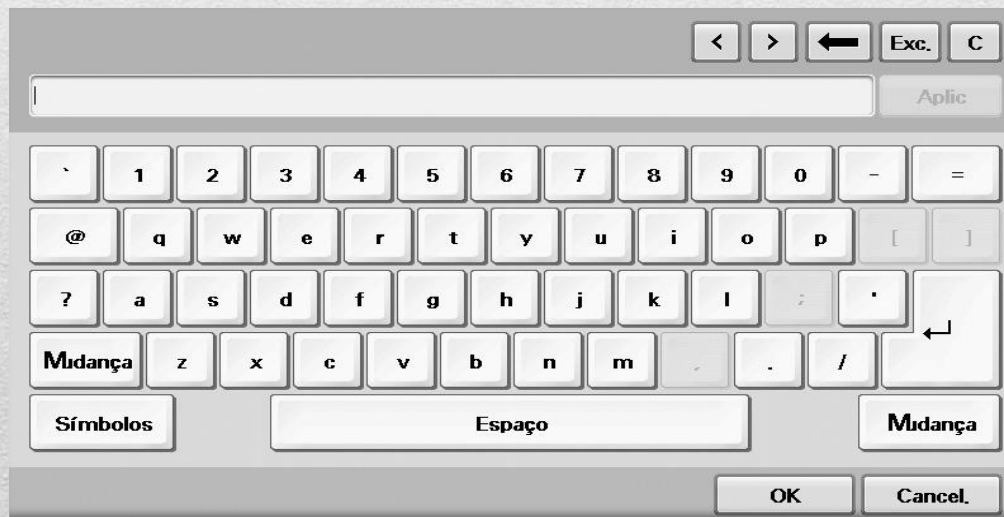 < > ← Exc. C
Aplic
` 1 2 3 4 5 6 7 8 9 0 - =
@ q w e r t y u i o p [ ]
? a s d f g h j k l ; '
Mudança z x c v b n m , . /
Símbolos Espaço Mudança
OK Cancel.